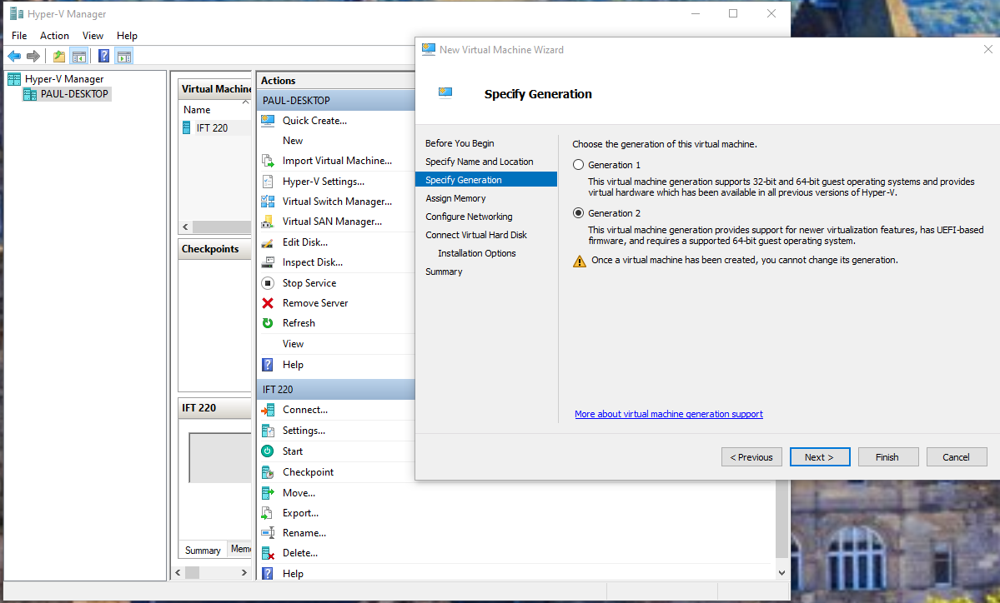 Hyper-V Manager
File Action View Help
Hyper-V Manager
PAUL-DESKTOP
Virtual Machine
Name
IFT 220
Checkpoints
IFT 220
Summary Memo
Actions
PAUL-DESKTOP
Quick Create...
New
Import Virtual Machine...
Hyper-V Settings...
Virtual Switch Manager...
Virtual SAN Manager...
Edit Disk...
Inspect Disk...
Stop Service
Remove Server
Refresh
View
Help
IFT 220
Connect...
Settings...
Start
Checkpoint
Move...
Export...
Rename...
Delete...
Help
New Virtual Machine Wizard
Specify Generation
Before You Begin
Specify Name and Location
Specify Generation
Assign Memory
Configure Networking
Connect Virtual Hard Disk
Installation Options
Summary
Choose the generation of this virtual machine.
Generation 1
This virtual machine generation supports 32-bit and 64-bit guest operating systems and provides
virtual hardware which has been available in all previous versions of Hyper-V.
Generation 2
This virtual machine generation provides support for newer virtualization features, has UEFI-based
firmware, and requires a supported 64-bit guest operating system.
Once a virtual machine has been created, you cannot change its generation.
More about virtual machine generation support
< Previous
Next >
Finish
Cancel